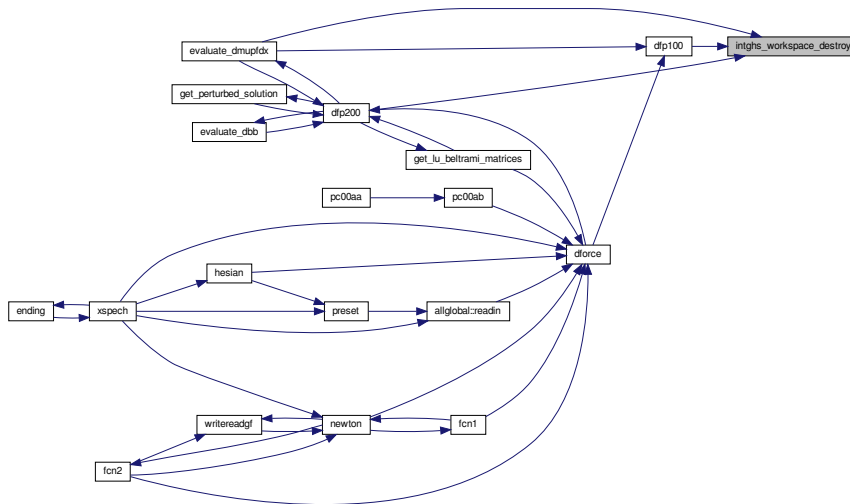 intghs_workspace_destroy
dfp100
evaluate_dmupfdx
get_perturbed_solution
dfp200
evaluate_dbb
get_lu_beltrami_matrices
pc00aa
pc00ab
dforce
hesian
ending
xspech
preset
allglobal::readin
writereadgf
newton
fcn1
fcn2